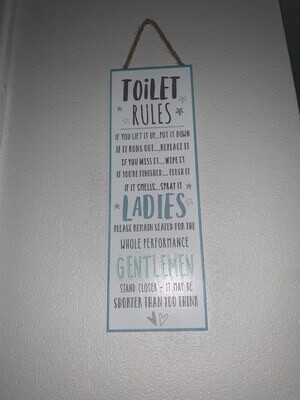 TOiLET
RULES
IF YOU LIFT IT UP...PUT IT DOWN
IF IT RUNS OUT....REPLACE IT
IF YOU MISS IT....WIPE IT
IF YOU'RE FINISHED.... FLUSH IT
IF IT SMELLS...SPRAY IT
LADIES
PLEASE REMAIN SEATED FOR THE
WHOLE PERFORMANCE
GENTLEMEN
STAND CLOSER - IT MAY BE
SHORTER THAN YOU THINK